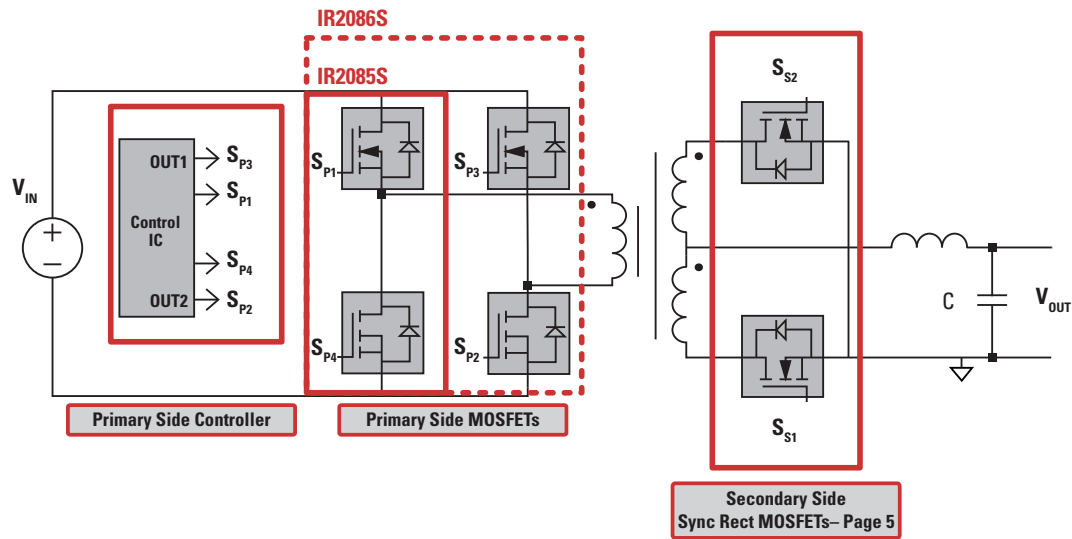 IR2086S
IR2085S
V_IN
+
−
OUT1
Control
IC
OUT2
S_P3
S_P1
S_P4
S_P2
S_P1
S_P3
S_P4
S_P2
S_S2
S_S1
C
V_OUT
Primary Side Controller
Primary Side MOSFETs
Secondary Side
Sync Rect MOSFETs– Page 5